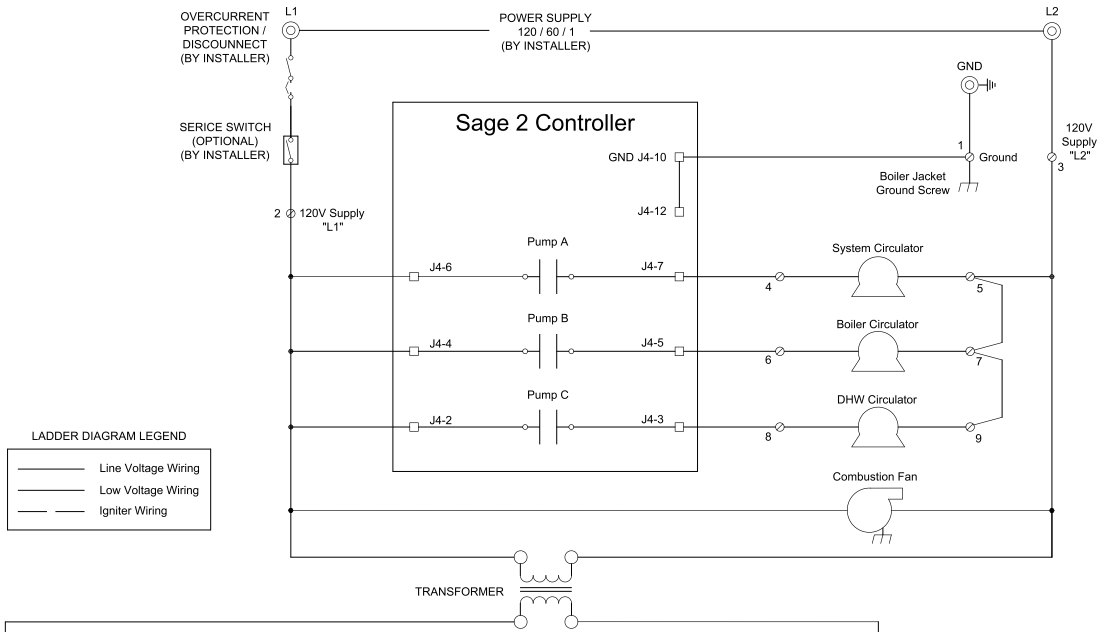 L1
L2
OVERCURRENT
PROTECTION /
DISCOUNNECT
(BY INSTALLER)
POWER SUPPLY
120 / 60 / 1
(BY INSTALLER)
GND
Sage 2 Controller
SERICE SWITCH
(OPTIONAL)
(BY INSTALLER)
120V
Supply
"L2"
3
GND J4-10
1
Ground
Boiler Jacket
Ground Screw
J4-12
2
120V Supply
"L1"
Pump A
System Circulator
J4-6
J4-7
4
5
Pump B
Boiler Circulator
J4-4
J4-5
6
7
Pump C
DHW Circulator
J4-2
J4-3
8
9
LADDER DIAGRAM LEGEND
Line Voltage Wiring
Low Voltage Wiring
Igniter Wiring
Combustion Fan
TRANSFORMER